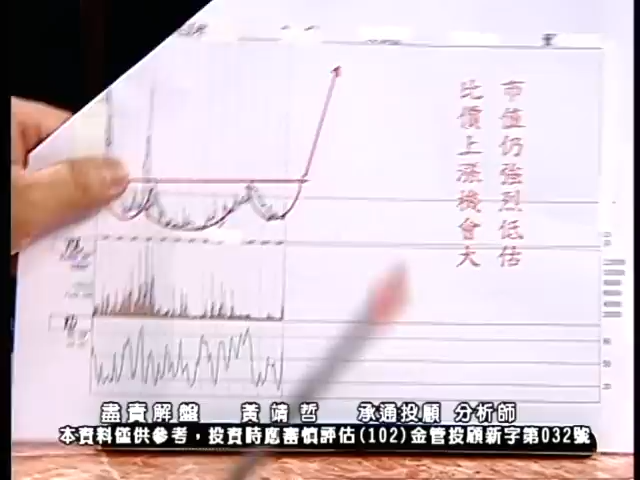 市值仍強烈低估
比價上漲機會大
盡責解盤 黃靖哲 承通投顧 分析師
本資料僅供參考，投資時應審慎評估(102)金管投顧新字第032號